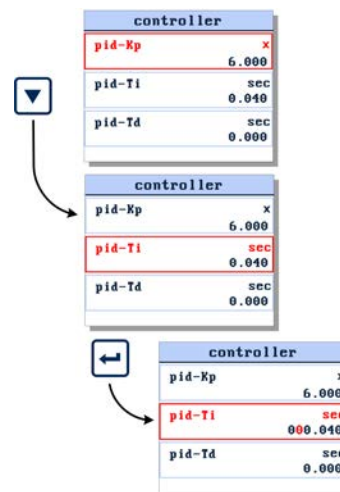 controller
pid-Kp x
6.000
pid-Ti sec
0.040
pid-Td sec
0.000
controller
pid-Kp x
6.000
pid-Ti sec
0.040
pid-Td sec
0.000
controller
pid-Kp
6.000
pid-Ti sec
000.040
pid-Td sec
0.000